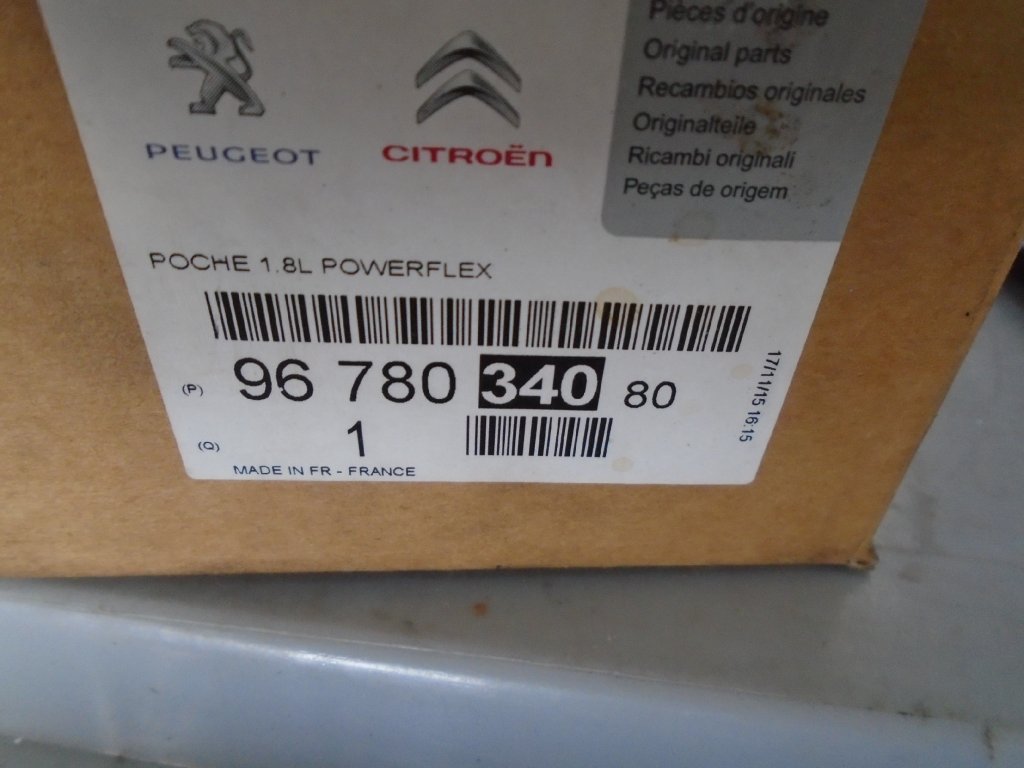 PEUGEOT
CITROËN
Pièces d'origine
Original parts
Recambios originales
Originalteile
Ricambi originali
Peças de origem
POCHE 1.8L POWERFLEX
(P) 96 780 340 80
(Q) 1
MADE IN FR - FRANCE
17/11/15 16:15